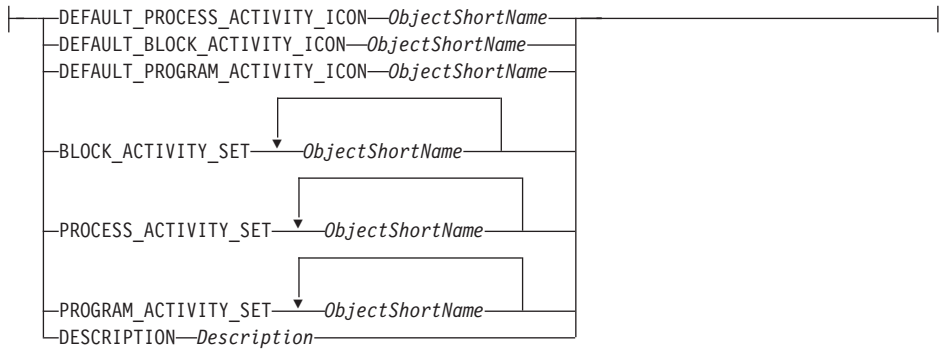 DEFAULT_PROCESS_ACTIVITY_ICON ObjectShortName
DEFAULT_BLOCK_ACTIVITY_ICON ObjectShortName
DEFAULT_PROGRAM_ACTIVITY_ICON ObjectShortName
BLOCK_ACTIVITY_SET ObjectShortName
PROCESS_ACTIVITY_SET ObjectShortName
PROGRAM_ACTIVITY_SET ObjectShortName
DESCRIPTION Description